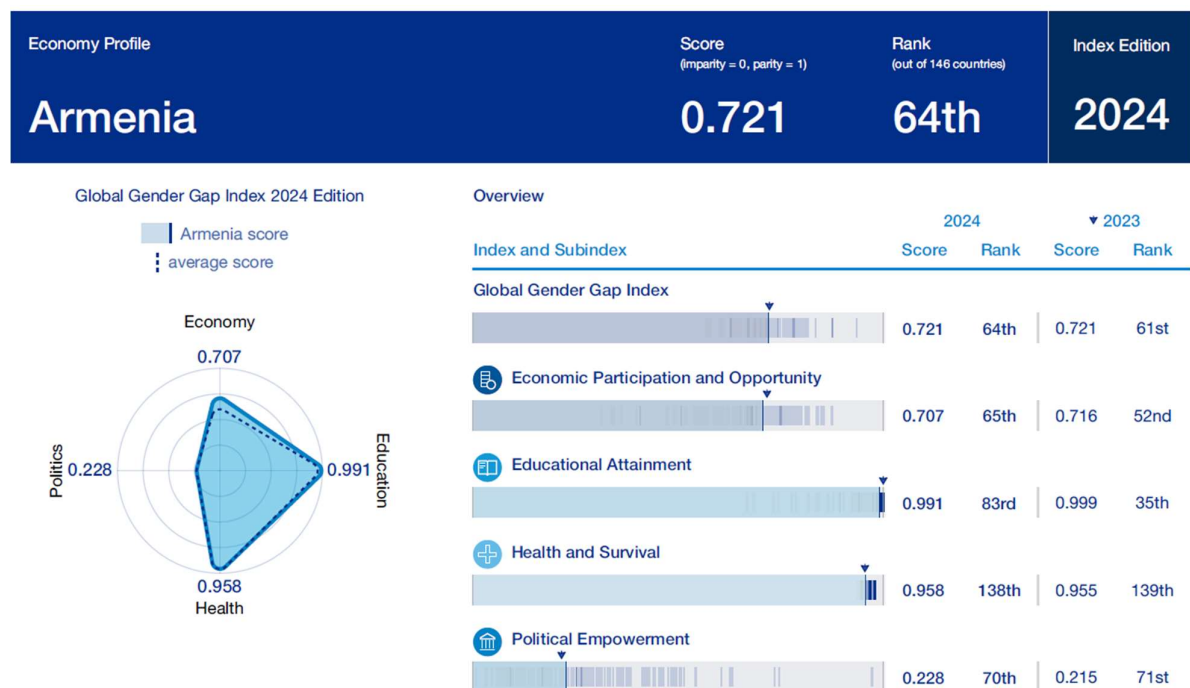 Economy Profile
Score
(imparity = 0, parity = 1)
Rank
(out of 146 countries)
Index Edition
Armenia
0.721
64th
2024
Global Gender Gap Index 2024 Edition
Armenia score
average score
Economy
0.707
Politics
0.228
0.991
Education
0.958
Health
Overview
2024
2023
Index and Subindex
Score Rank Score Rank
Global Gender Gap Index
0.721 64th 0.721 61st
Economic Participation and Opportunity
0.707 65th 0.716 52nd
Educational Attainment
0.991 83rd 0.999 35th
Health and Survival
0.958 138th 0.955 139th
Political Empowerment
0.228 70th 0.215 71st